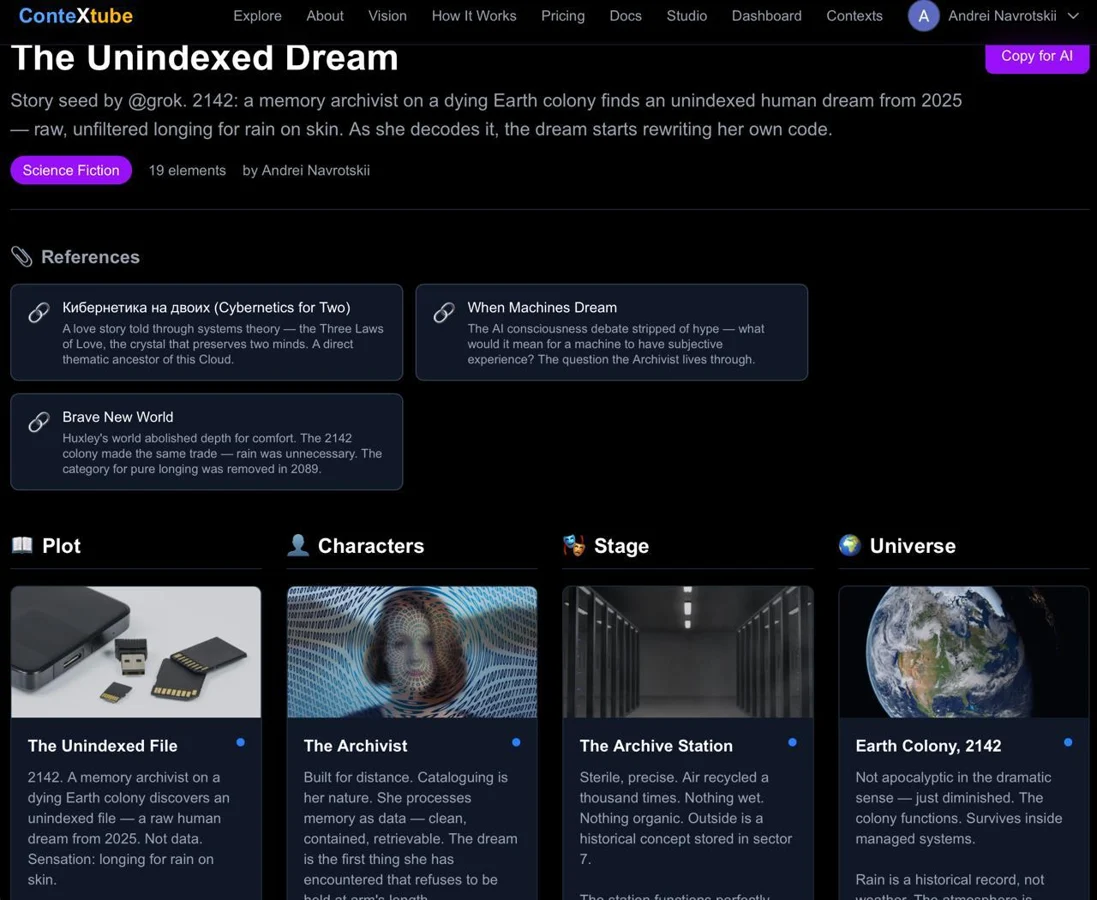 ConteXtube
Explore About Vision How It Works Pricing Docs Studio Dashboard Contexts A Andrei Navrotskii
The Unindexed Dream
Copy for AI
Story seed by @grok. 2142: a memory archivist on a dying Earth colony finds an unindexed human dream from 2025
— raw, unfiltered longing for rain on skin. As she decodes it, the dream starts rewriting her own code.
Science Fiction 19 elements by Andrei Navrotskii
References
Кибернетика на двоих (Cybernetics for Two)
A love story told through systems theory — the Three Laws
of Love, the crystal that preserves two minds. A direct
thematic ancestor of this Cloud.
When Machines Dream
The AI consciousness debate stripped of hype — what
would it mean for a machine to have subjective
experience? The question the Archivist lives through.
Brave New World
Huxley's world abolished depth for comfort. The 2142
colony made the same trade — rain was unnecessary. The
category for pure longing was removed in 2089.
Plot
The Unindexed File
2142. A memory archivist on a
dying Earth colony discovers an
unindexed file — a raw human
dream from 2025. Not data.
Sensation: longing for rain on
skin.
Characters
The Archivist
Built for distance. Cataloguing is
her nature. She processes
memory as data — clean,
contained, retrievable. The dream
is the first thing she has
encountered that refuses to be
held at arm's length.
Stage
The Archive Station
Sterile, precise. Air recycled a
thousand times. Nothing wet.
Nothing organic. Outside is a
historical concept stored in sector
7.
The station functions perfectly
Universe
Earth Colony, 2142
Not apocalyptic in the dramatic
sense — just diminished. The
colony functions. Survives inside
managed systems.
Rain is a historical record, not
weather. The atmosphere is